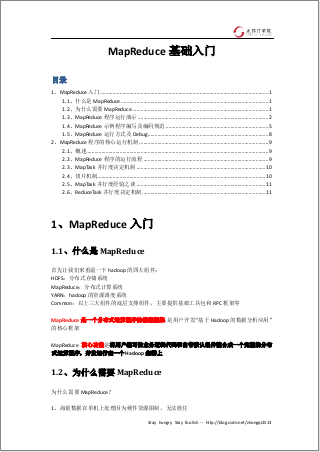 MapReduce 基础入门
目录
1、MapReduce 入门 1
1.1、什么是 MapReduce 1
1.2、为什么需要 MapReduce 1
1.3、MapReduce 程序运行演示 2
1.4、MapReduce 示例程序编写及编码规范 5
1.5、MapReduce 运行方式及 Debug 8
2、MapReduce 程序的核心运行机制 9
2.1、概述 9
2.2、MapReduce 程序的运行流程 9
2.3、MapTask 并行度决定机制 10
2.4、切片机制 10
2.5、MapTask 并行度经验之谈 11
2.6、ReduceTask 并行度决定机制 11
1、MapReduce 入门
1.1、什么是 MapReduce
首先让我们来重温一下 hadoop 的四大组件：
HDFS：分布式存储系统
MapReduce：分布式计算系统
YARN：hadoop 的资源调度系统
Common：以上三大组件的底层支撑组件，主要提供基础工具包和 RPC 框架等
MapReduce 是一个分布式运算程序的编程框架，是用户开发“基于 Hadoop 的数据分析应用”
的核心框架
MapReduce 核心功能是将用户编写的业务逻辑代码和自带默认组件整合成一个完整的分布
式运算程序，并发运行在一个 Hadoop 集群上
1.2、为什么需要 MapReduce
为什么需要 MapReduce？
1、海量数据在单机上处理因为硬件资源限制，无法胜任
Stay hungry Stay foolish -- http://blog.csdn.net/zhongqi2513